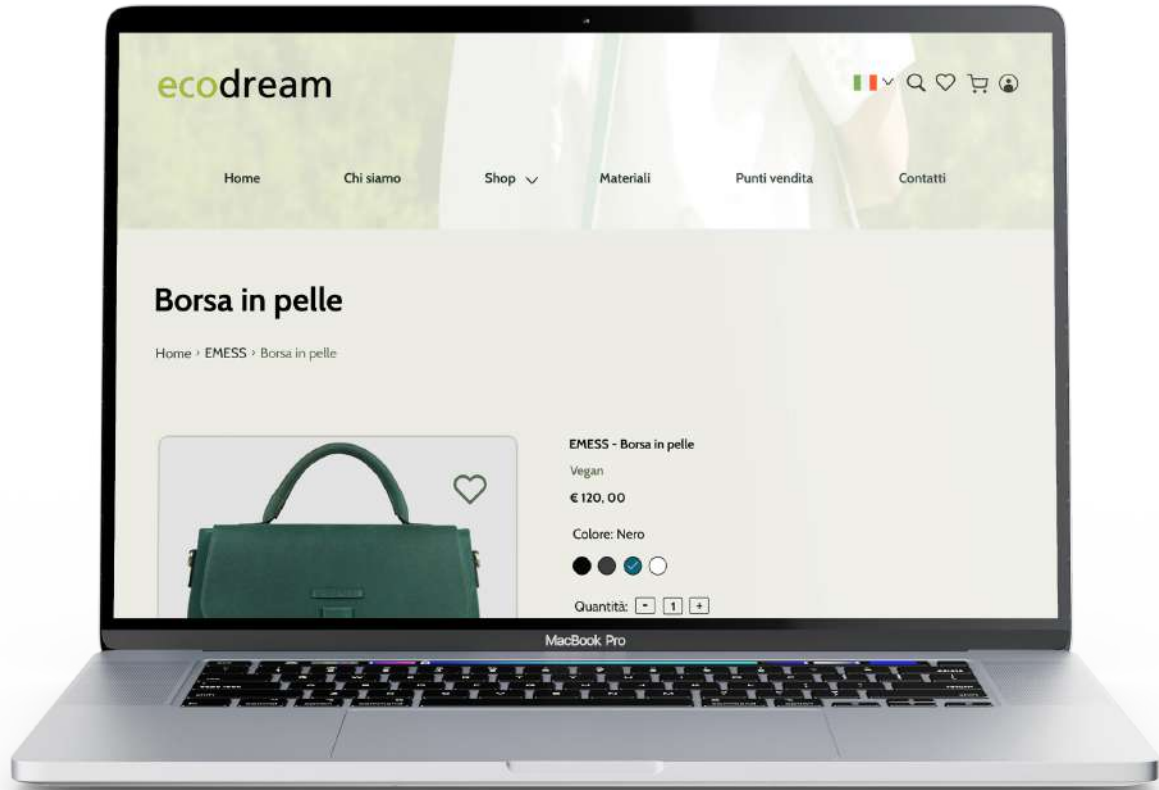 ecodream
Home Chi siamo Shop Materiali Punti vendita Contatti
Borsa in pelle
Home › EMESS › Borsa in pelle
EMESS - Borsa in pelle
Vegan
€ 120, 00
Colore: Nero
Quantità: - 1 +
MacBook Pro